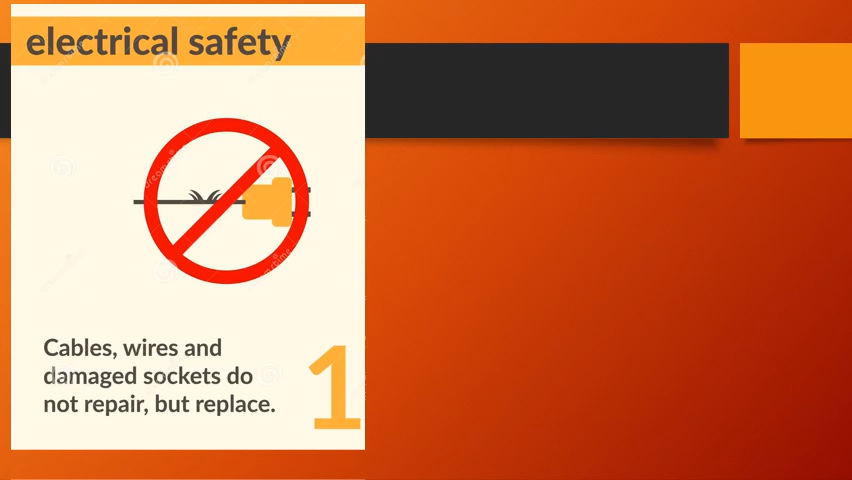 electrical safety
Cables, wires and
damaged sockets do
not repair, but replace.
1